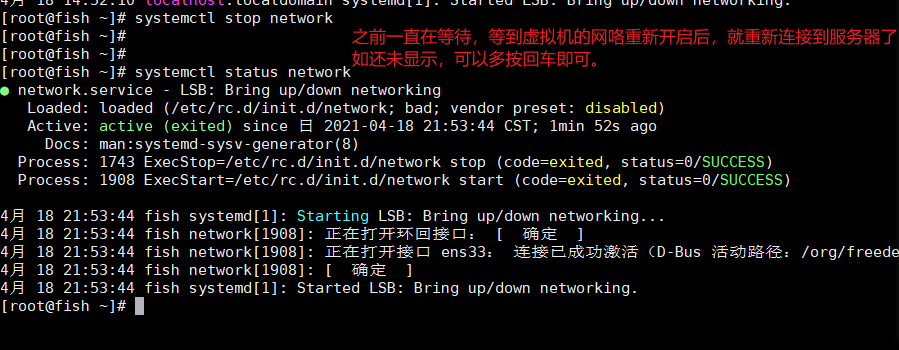 4月 18 14:52:10 localhost.localdomain systemd[1]: Started LSB: Bring up/down networking.
[root@fish ~]# systemctl stop network
[root@fish ~]#
之前一直在等待，等到虚拟机的网咯重新开启后，就重新连接到服务器了
[root@fish ~]#
如还未显示，可以多按回车即可。
[root@fish ~]# systemctl status network
● network.service - LSB: Bring up/down networking
Loaded: loaded (/etc/rc.d/init.d/network; bad; vendor preset: disabled)
Active: active (exited) since 日 2021-04-18 21:53:44 CST; 1min 52s ago
Docs: man:systemd-sysv-generator(8)
Process: 1743 ExecStop=/etc/rc.d/init.d/network stop (code=exited, status=0/SUCCESS)
Process: 1908 ExecStart=/etc/rc.d/init.d/network start (code=exited, status=0/SUCCESS)
4月 18 21:53:44 fish systemd[1]: Starting LSB: Bring up/down networking...
4月 18 21:53:44 fish network[1908]: 正在打开环回接口： [  确定  ]
4月 18 21:53:44 fish network[1908]: 正在打开接口 ens33： 连接已成功激活（D-Bus 活动路径：/org/freede
4月 18 21:53:44 fish network[1908]: [  确定  ]
4月 18 21:53:44 fish systemd[1]: Started LSB: Bring up/down networking.
[root@fish ~]#